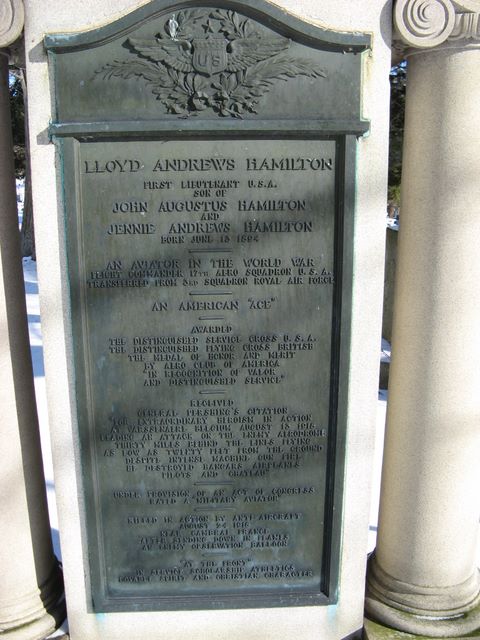 US
LLOYD ANDREWS HAMILTON
FIRST LIEUTENANT U.S.A.
SON OF
JOHN AUGUSTUS HAMILTON
AND
JENNIE ANDREWS HAMILTON
BORN JUNE 13 1894
AN AVIATOR IN THE WORLD WAR
FLIGHT COMMANDER 17TH AERO SQUADRON U.S.A.
TRANSFERRED FROM 3RD SQUADRON ROYAL AIR FORCE
AN AMERICAN "ACE"
AWARDED
THE DISTINGUISHED SERVICE CROSS U.S.A.
THE DISTINGUISHED FLYING CROSS BRITISH
THE MEDAL OF HONOR AND MERIT
BY AERO CLUB OF AMERICA
"IN RECOGNITION OF VALOR
AND DISTINGUISHED SERVICE"
RECEIVED
GENERAL PERSHING'S CITATION
"FOR EXTRAORDINARY HEROISM IN ACTION
AT VARSSENAERE BELGIUM AUGUST 13 1918
LEADING AN ATTACK ON THE ENEMY AERODROME
THIRTY MILES BEHIND THE LINES FLYING
AS LOW AS TWENTY FEET FROM THE GROUND
DESPITE INTENSE MACHINE GUN FIRE
HE DESTROYED HANGARS AIRPLANES
PILOTS AND CHATEAU"
UNDER PROVISION OF AN ACT OF CONGRESS
RATED A "MILITARY AVIATOR"
KILLED IN ACTION BY ANTI-AIRCRAFT
AUGUST 24 1918
NEAR CAMBRAI FRANCE
AFTER SENDING DOWN IN FLAMES
AN ENEMY OBSERVATION BALLOON
"AT THE FRONT"
IN SERVICE SCHOLARSHIP ATHLETICS
LOVABLE SPIRIT AND CHRISTIAN CHARACTER